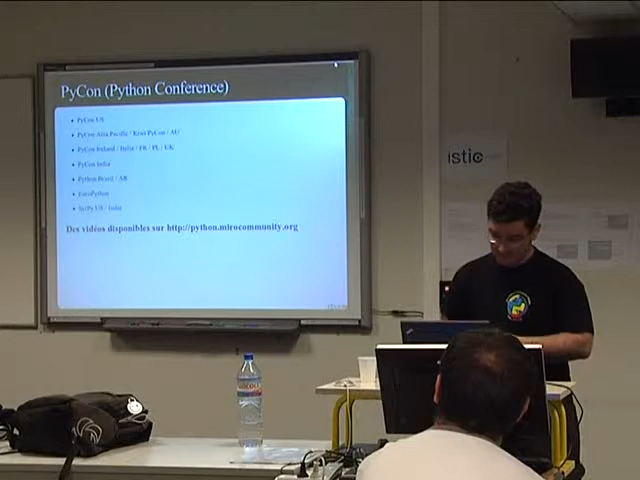 PyCon (Python Conference)
PyCon US
PyCon Asia Pacific / Kiwi PyCon / AU
PyCon Ireland / Italia / FR / PL / UK
PyCon India
Python Brasil / AR
EuroPython
SciPy US / India
Des vidéos disponibles sur http://python.mirocommunity.org
istic